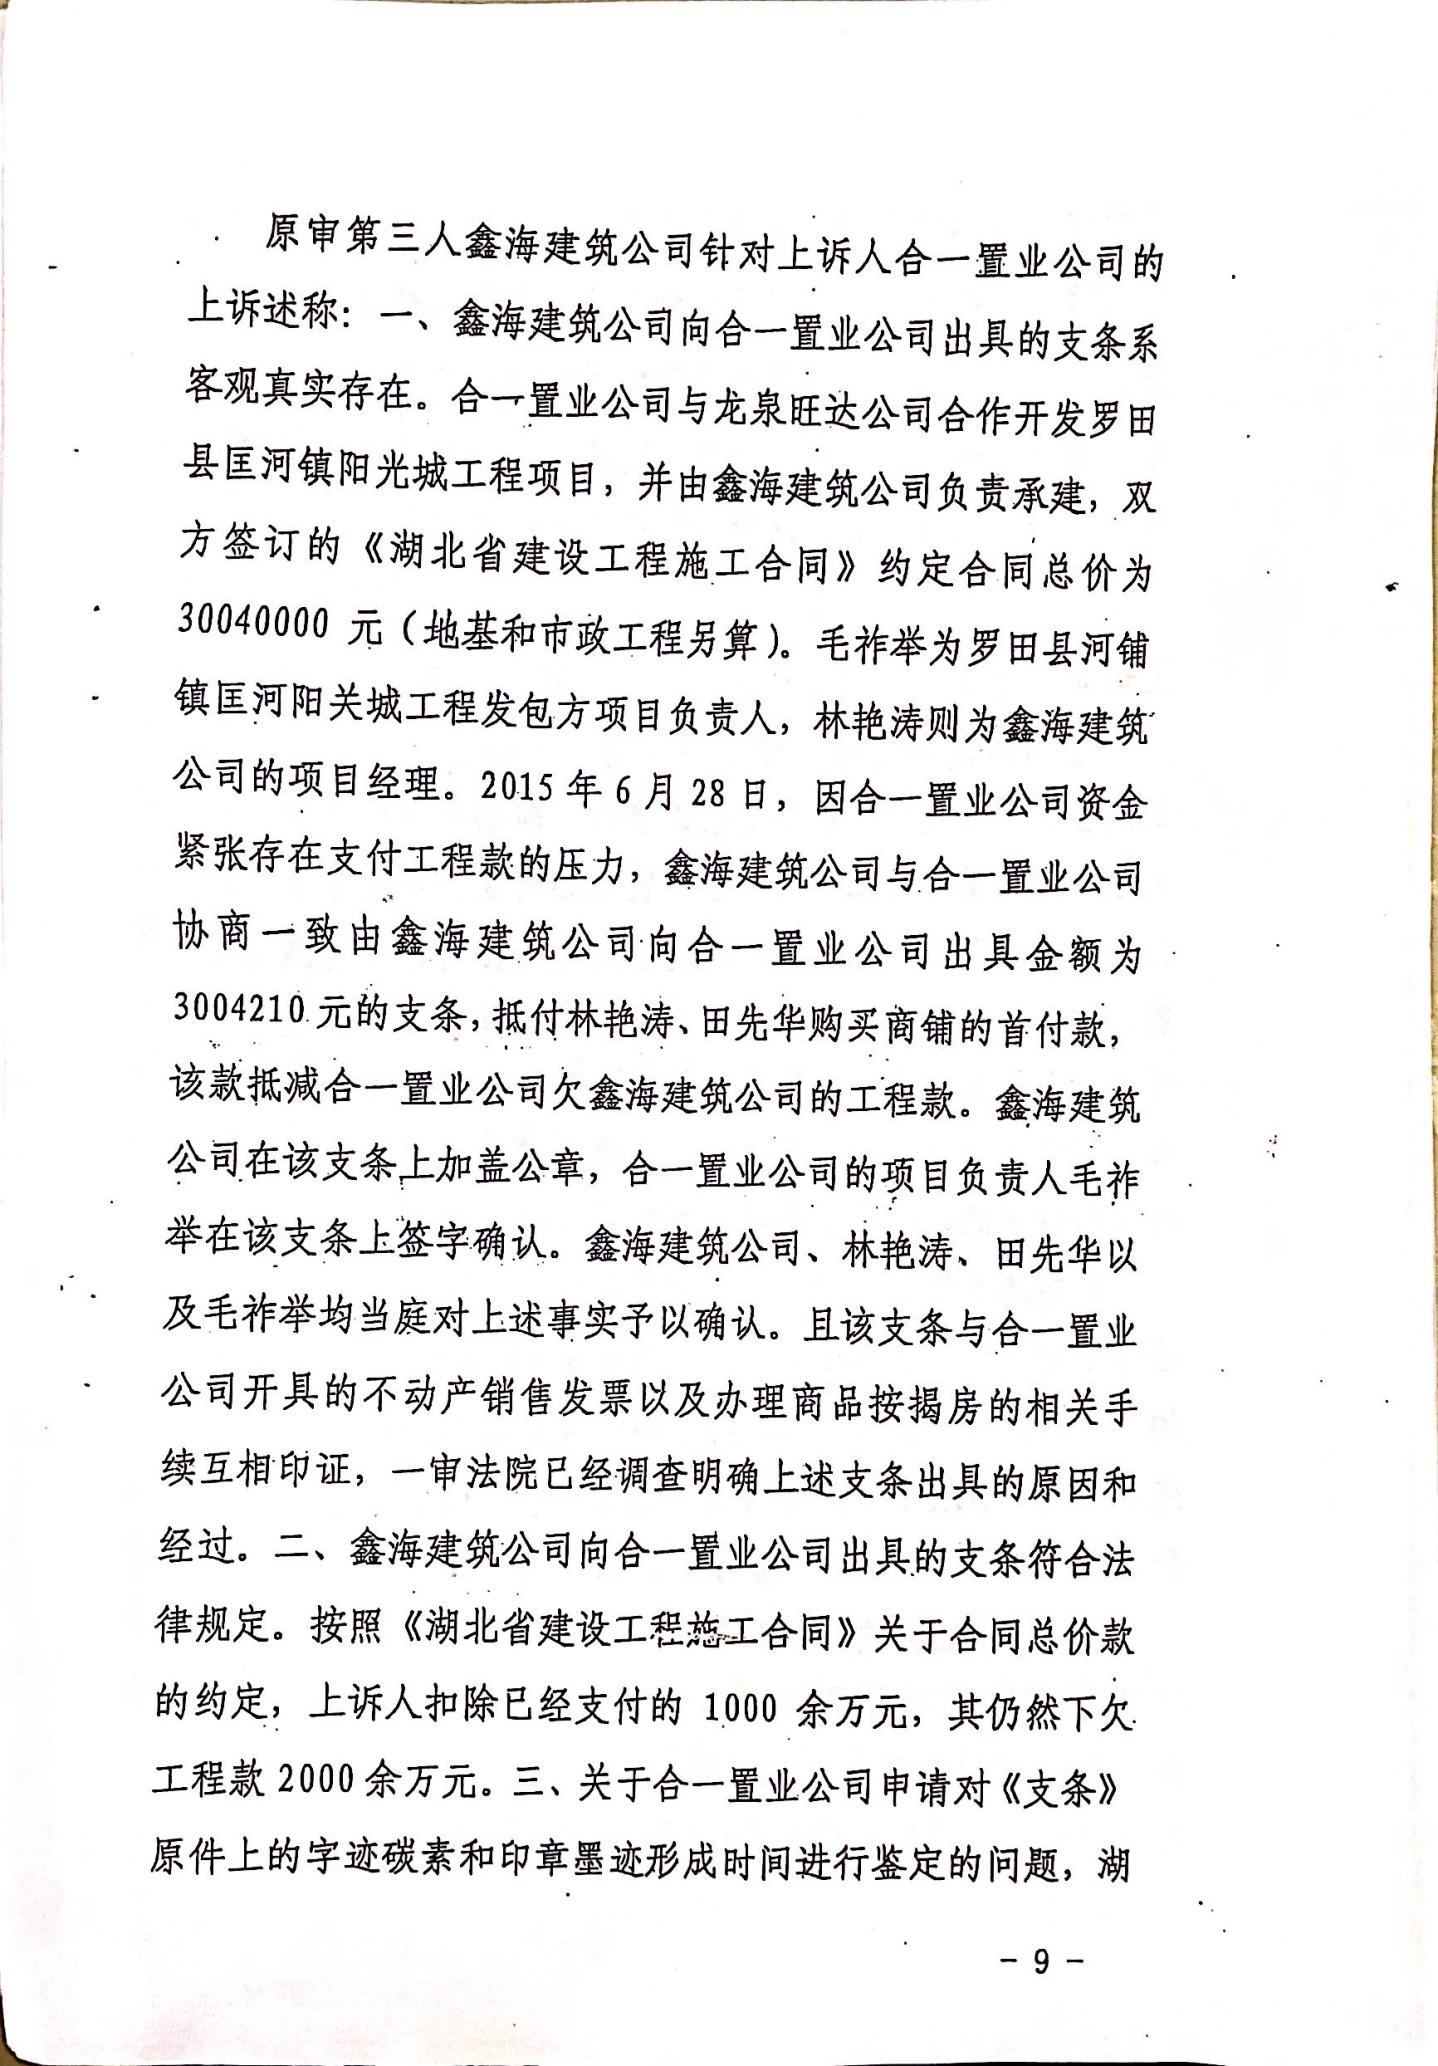 原审第三人鑫海建筑公司针对上诉人合一置业公司的
上诉述称：一、鑫海建筑公司向合一置业公司出具的支条系
客观真实存在。合一置业公司与龙泉旺达公司合作开发罗田
县匡河镇阳光城工程项目，并由鑫海建筑公司负责承建，双
方签订的《湖北省建设工程施工合同》约定合同总价为
30040000 元（地基和市政工程另算）。毛祚举为罗田县河铺
镇匡河阳关城工程发包方项目负责人，林艳涛则为鑫海建筑
公司的项目经理。2015 年 6 月 28 日，因合一置业公司资金
紧张存在支付工程款的压力，鑫海建筑公司与合一置业公司
协商一致由鑫海建筑公司向合一置业公司出具金额为
3004210 元的支条，抵付林艳涛、田先华购买商铺的首付款，
该款抵减合一置业公司欠鑫海建筑公司的工程款。鑫海建筑
公司在该支条上加盖公章，合一置业公司的项目负责人毛祚
举在该支条上签字确认。鑫海建筑公司、林艳涛、田先华以
及毛祚举均当庭对上述事实予以确认。且该支条与合一置业
公司开具的不动产销售发票以及办理商品按揭房的相关手
续互相印证，一审法院已经调查明确上述支条出具的原因和
经过。二、鑫海建筑公司向合一置业公司出具的支条符合法
律规定。按照《湖北省建设工程施工合同》关于合同总价款
的约定，上诉人扣除已经支付的 1000 余万元，其仍然下欠
工程款 2000 余万元。三、关于合一置业公司申请对《支条》
原件上的字迹碳素和印章墨迹形成时间进行鉴定的问题，湖
- 9 -